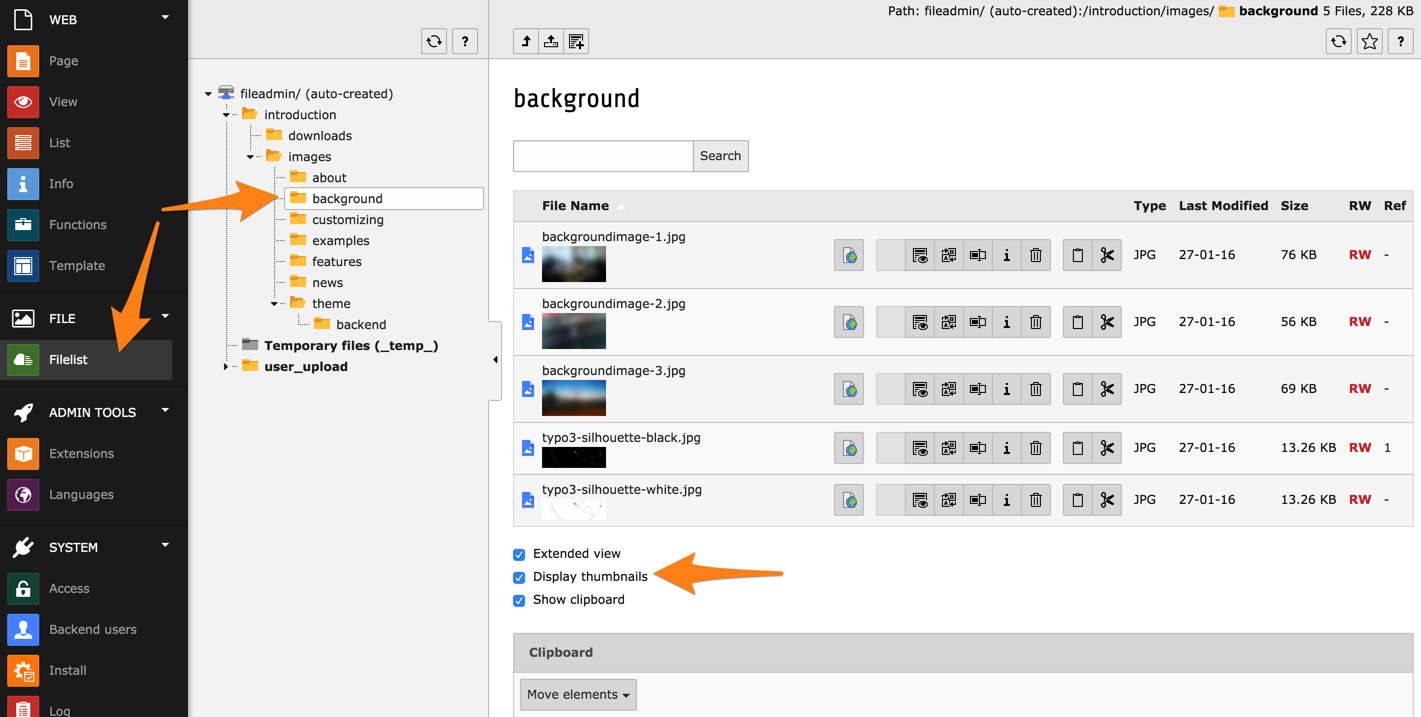 WEB
Page
View
List
Info
Functions
Template
FILE
Filelist
ADMIN TOOLS
Extensions
Languages
SYSTEM
Access
Backend users
Install
Log
?
fileadmin/ (auto-created)
introduction
downloads
images
about
background
customizing
examples
features
news
theme
backend
Temporary files (_temp_)
user_upload
Path: fileadmin/ (auto-created):/introduction/images/ background 5 Files, 228 KB
?
background
Search
File Name Type Last Modified Size RW Ref
backgroundimage-1.jpg
JPG 27-01-16 76 KB RW -
backgroundimage-2.jpg
JPG 27-01-16 56 KB RW -
backgroundimage-3.jpg
JPG 27-01-16 69 KB RW -
typo3-silhouette-black.jpg
JPG 27-01-16 13.26 KB RW 1
typo3-silhouette-white.jpg
JPG 27-01-16 13.26 KB RW -
Extended view
Display thumbnails
Show clipboard
Clipboard
Move elements